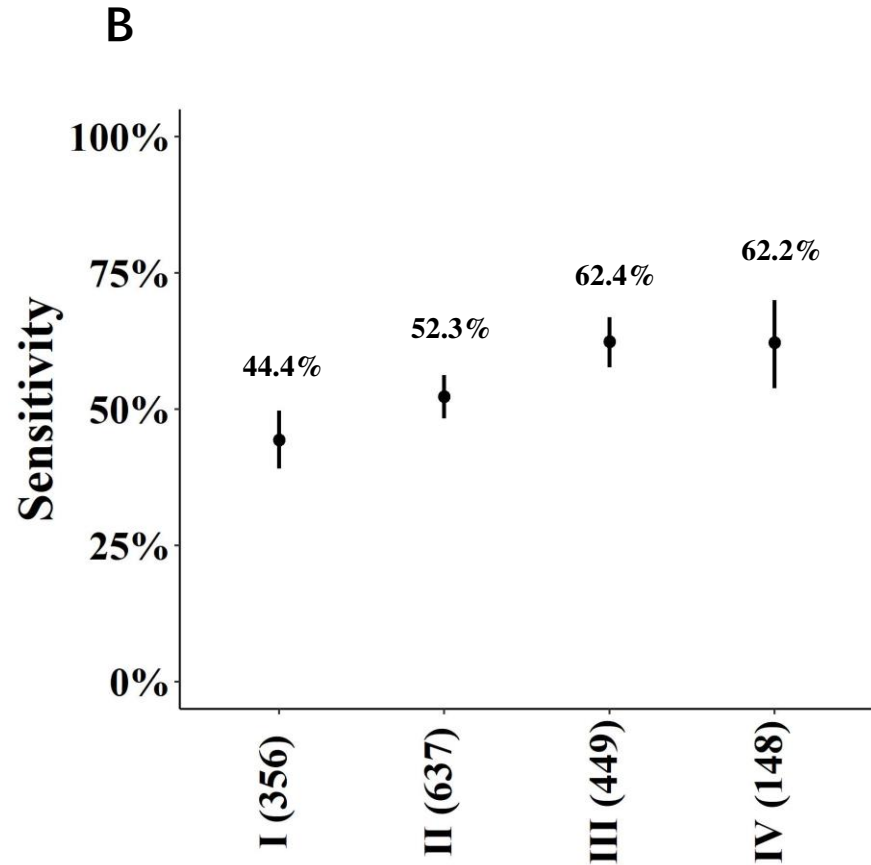 B
100%
75%
50%
25%
0%
Sensitivity
44.4%
52.3%
62.4%
62.2%
I (356)
II (637)
III (449)
IV (148)